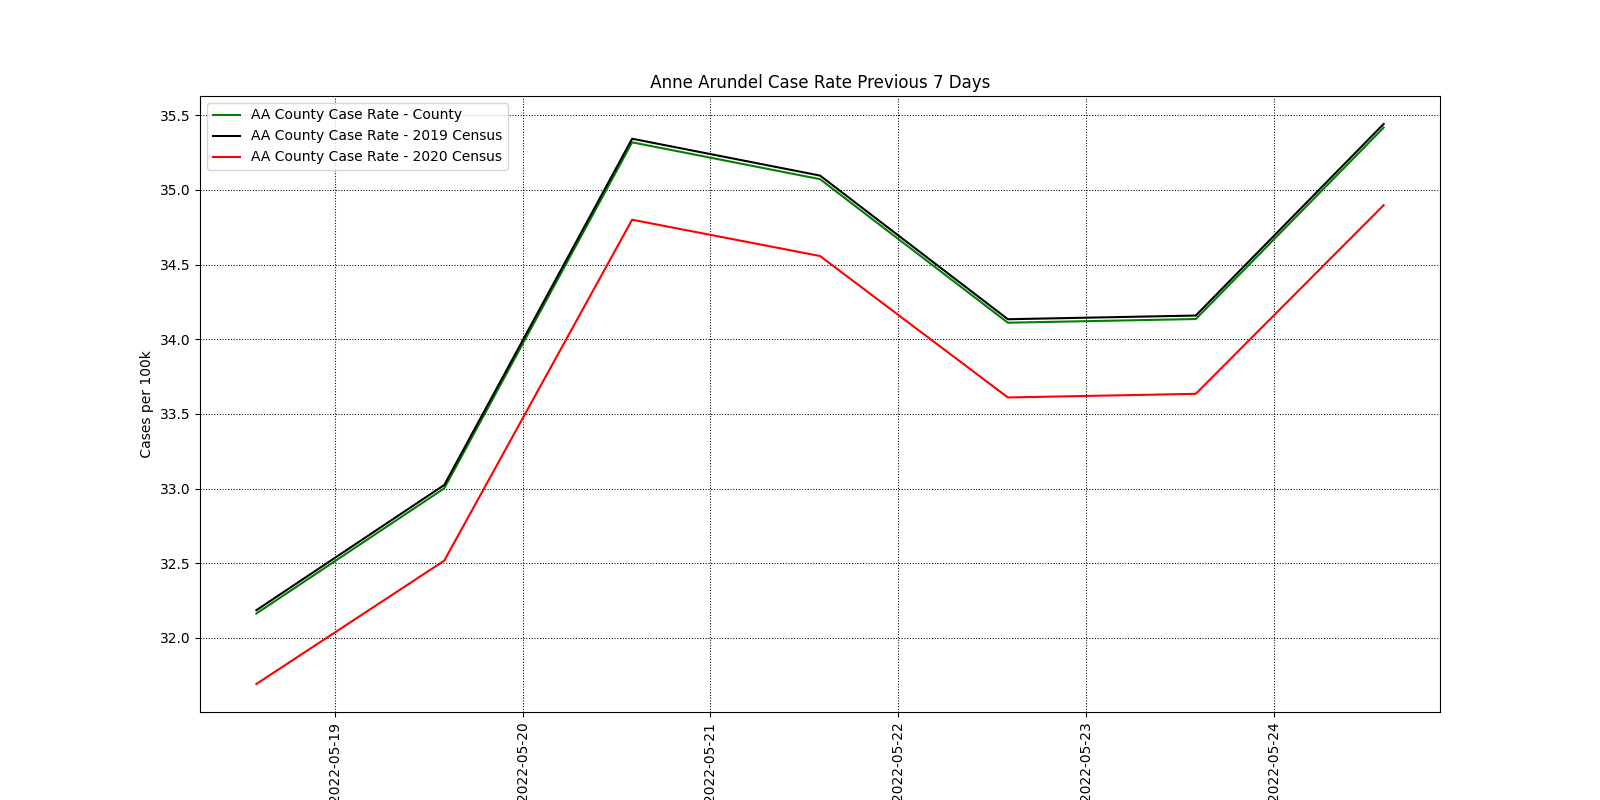 Anne Arundel Case Rate Previous 7 Days
AA County Case Rate - County
AA County Case Rate - 2019 Census
AA County Case Rate - 2020 Census
Cases per 100k
35.5
35.0
34.5
34.0
33.5
33.0
32.5
32.0
2022-05-19
2022-05-20
2022-05-21
2022-05-22
2022-05-23
2022-05-24